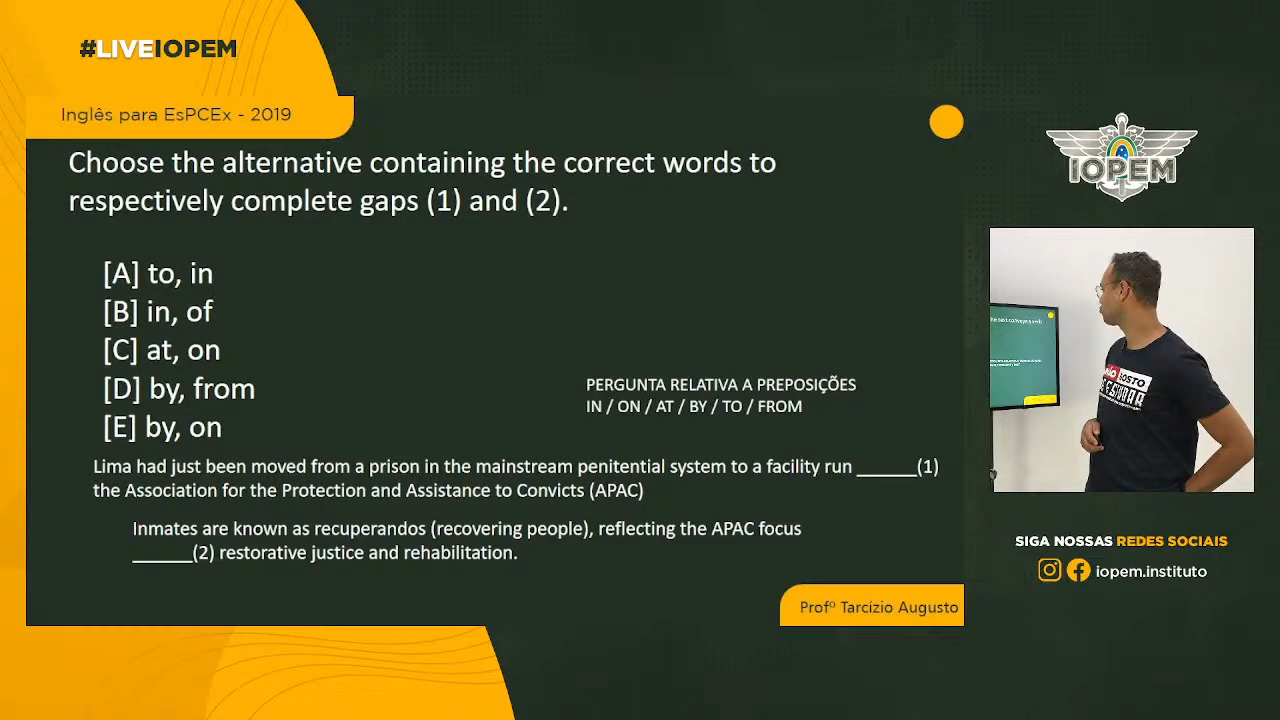 #LIVEIOPEM
Inglês para EsPCEx - 2019
Choose the alternative containing the correct words to
respectively complete gaps (1) and (2).
[A] to, in
[B] in, of
[C] at, on
[D] by, from
[E] by, on
PERGUNTA RELATIVA A PREPOSIÇÕES
IN / ON / AT / BY / TO / FROM
Lima had just been moved from a prison in the mainstream penitential system to a facility run ______(1)
the Association for the Protection and Assistance to Convicts (APAC)
Inmates are known as recuperandos (recovering people), reflecting the APAC focus
______(2) restorative justice and rehabilitation.
Profº Tarcízio Augusto
IOPEM
NÃO GOSTO
SIGA NOSSAS REDES SOCIAIS
iopem.instituto